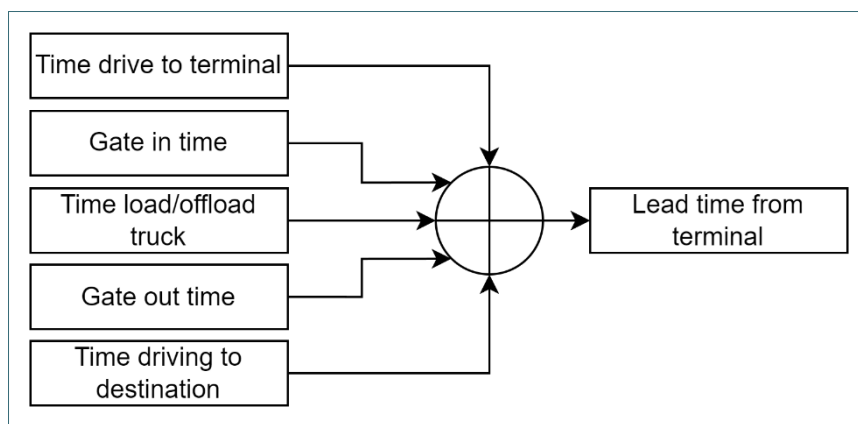 Time drive to terminal
Gate in time
Time load/offload
truck
Gate out time
Time driving to
destination
Lead time from
terminal